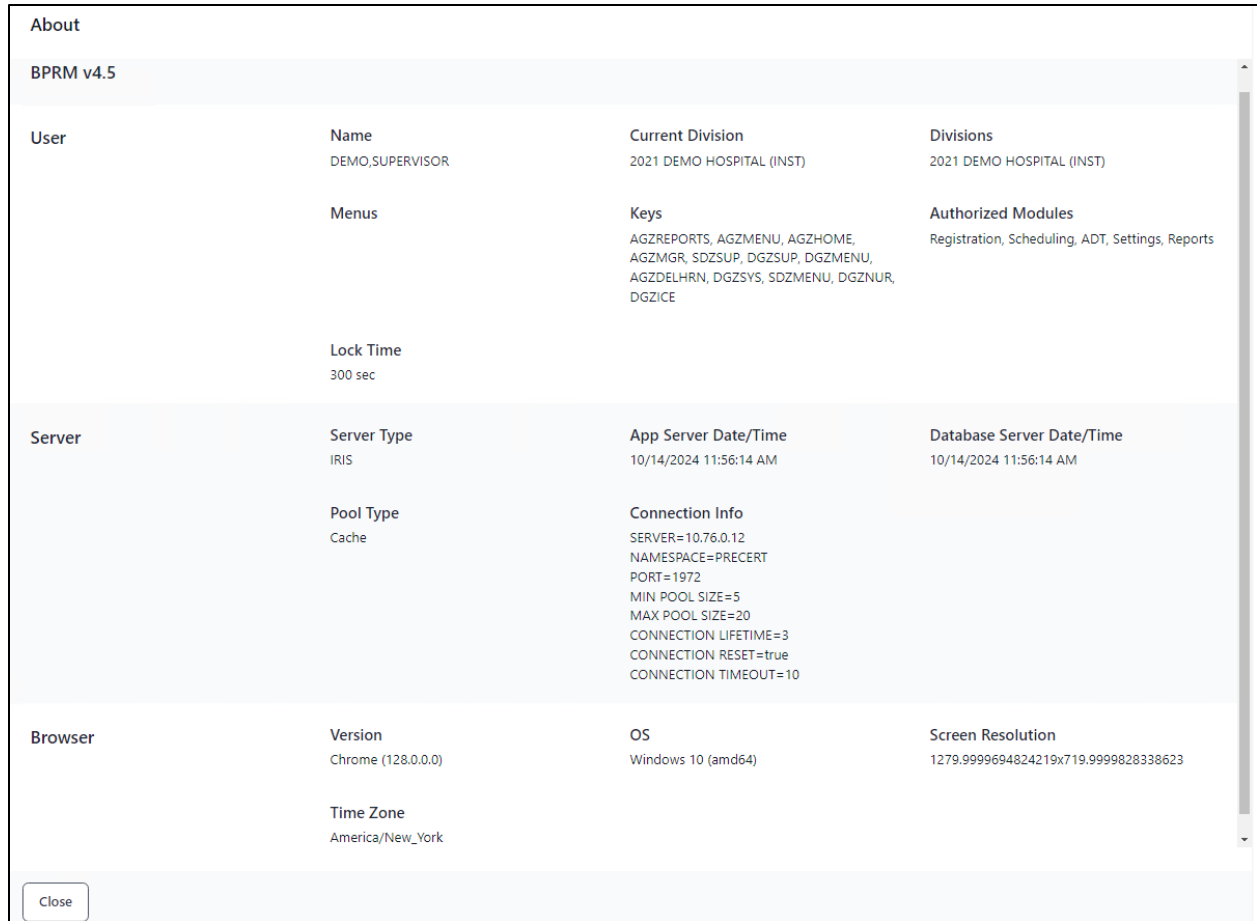 About
BPRM v4.5
User
Name
DEMO,SUPERVISOR
Current Division
2021 DEMO HOSPITAL (INST)
Divisions
2021 DEMO HOSPITAL (INST)
Menus
Keys
AGZREPORTS, AGZMENU, AGZHOME,
AGZMGR, SDZSUP, DGZSUP, DGZMENU,
AGZDELHRN, DGZSYS, SDZMENU, DGZNUR,
DGZICE
Authorized Modules
Registration, Scheduling, ADT, Settings, Reports
Lock Time
300 sec
Server
Server Type
IRIS
App Server Date/Time
10/14/2024 11:56:14 AM
Database Server Date/Time
10/14/2024 11:56:14 AM
Pool Type
Cache
Connection Info
SERVER=10.76.0.12
NAMESPACE=PRECERT
PORT=1972
MIN POOL SIZE=5
MAX POOL SIZE=20
CONNECTION LIFETIME=3
CONNECTION RESET=true
CONNECTION TIMEOUT=10
Browser
Version
Chrome (128.0.0.0)
OS
Windows 10 (amd64)
Screen Resolution
1279.9999694824219x719.9999828338623
Time Zone
America/New_York
Close